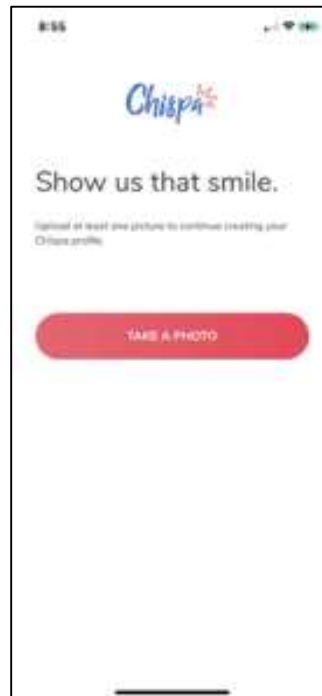 8:55
Chispa
Show us that smile.
Upload at least one picture to continue creating your
Chispa profile.
TAKE A PHOTO